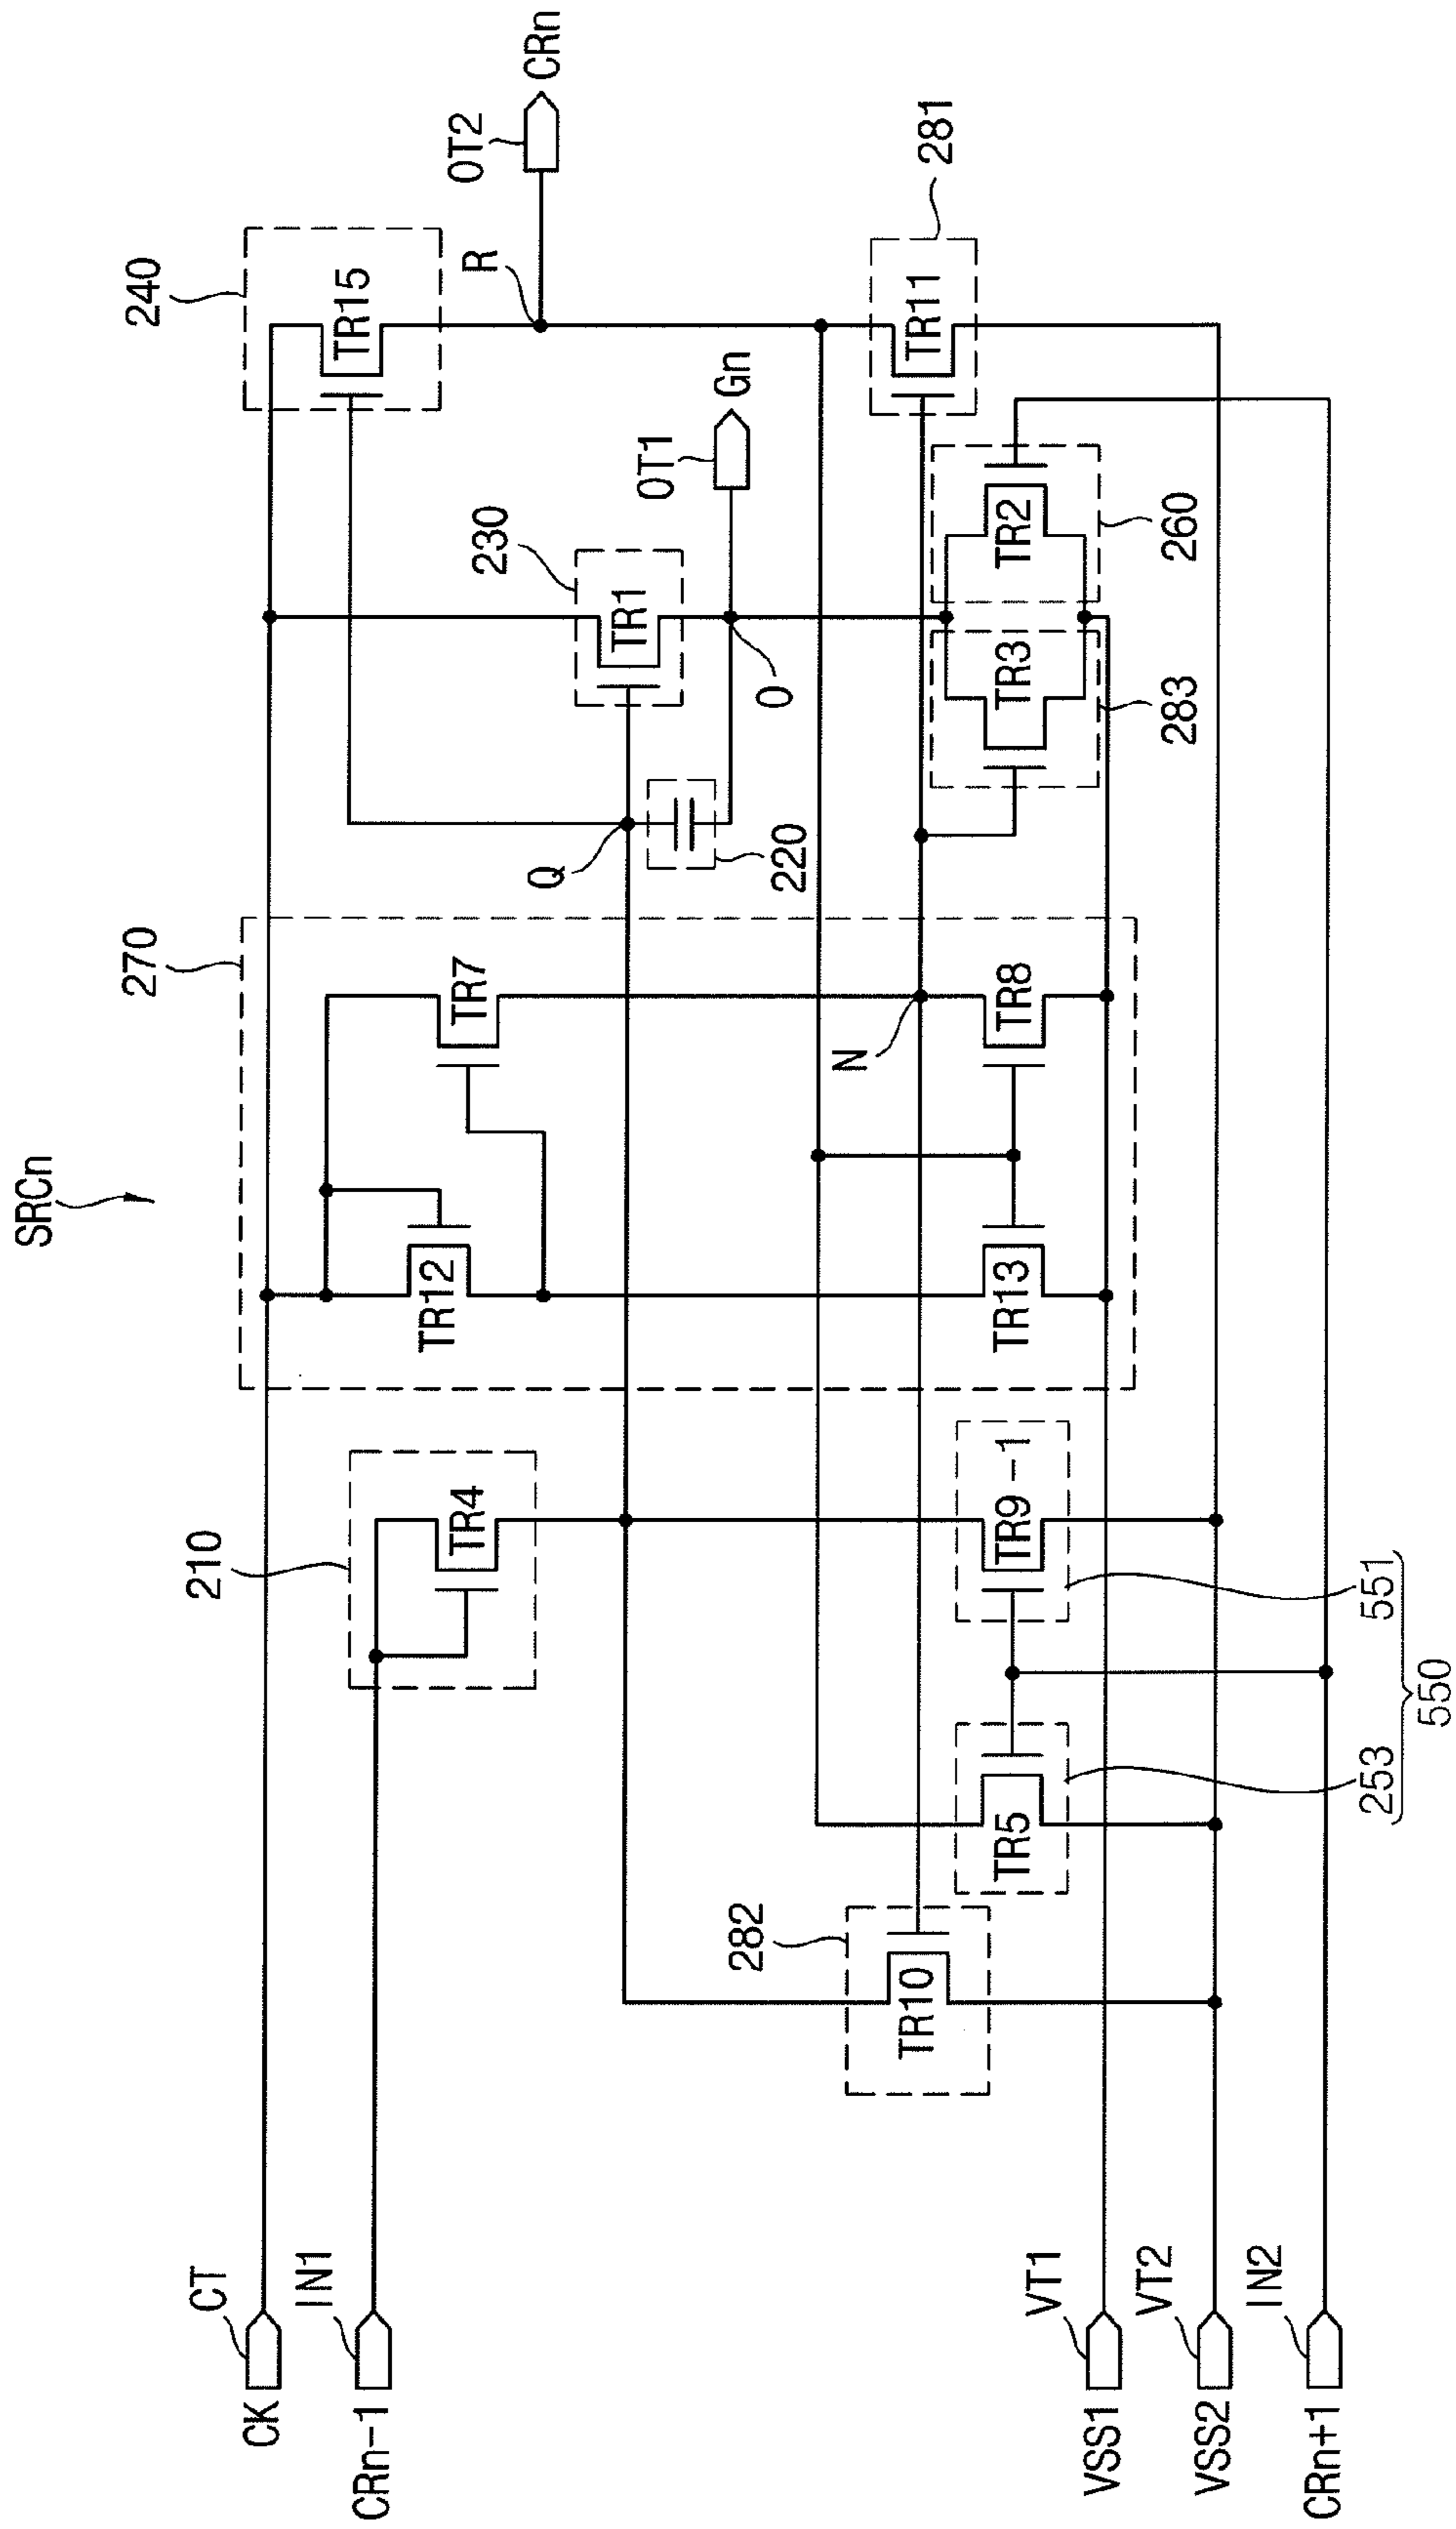 SRCn
CK
CT
CRn-1
IN1
VSS1
VT1
VSS2
VT2
CRn+1
IN2
210
TR4
282
TR10
TR5
TR9-1
253
551
550
270
TR12
TR7
TR13
TR8
N
Q
220
230
TR1
O
OT1
Gn
240
TR15
R
OT2
CRn
TR11
281
TR3
TR2
283
260